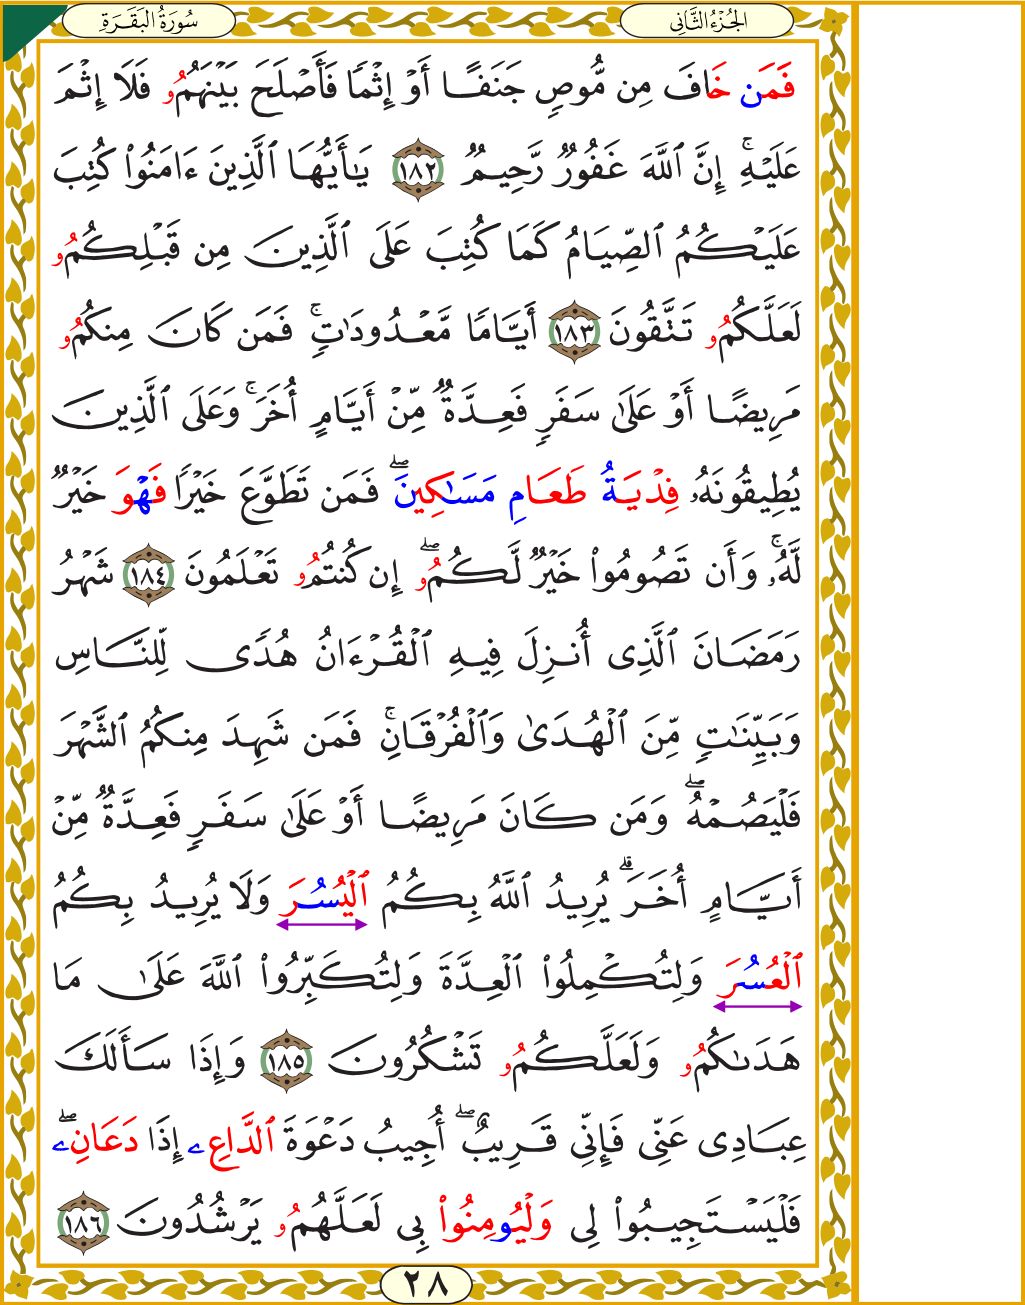 سُورَةُ البَقَرَةِ
الجُزْءُ الثَّانِي
فَمَن خَافَ مِن مُّوصٖ جَنَفًا أَوۡ إِثۡمٗا فَأَصۡلَحَ بَيۡنَهُمُۥ فَلَا إِثۡمَ
عَلَيۡهِۚ إِنَّ ٱللَّهَ غَفُورٞ رَّحِيمٞ ١٨٢ يَٰأَيُّهَا ٱلَّذِينَ ءَامَنُواْ كُتِبَ
عَلَيۡكُمُ ٱلصِّيَامُ كَمَا كُتِبَ عَلَى ٱلَّذِينَ مِن قَبۡلِكُمُۥ
لَعَلَّكُمُۥ تَتَّقُونَ ١٨٣ أَيَّامٗا مَّعۡدُودَٰتٖۚ فَمَن كَانَ مِنكُمُۥ
مَرِيضًا أَوۡ عَلَىٰ سَفَرٖ فَعِدَّةٞ مِّنۡ أَيَّامٍ أُخَرَۚ وَعَلَى ٱلَّذِينَ
يُطِيقُونَهُۥ فِدۡيَةُ طَعَامِ مَسَٰكِينَۖ فَمَن تَطَوَّعَ خَيۡرٗا فَهۡوَ خَيۡرٞ
لَّهُۥۚ وَأَن تَصُومُواْ خَيۡرٞ لَّكُمُۥۖ إِن كُنتُمُۥ تَعۡلَمُونَ ١٨٤ شَهۡرُ
رَمَضَانَ ٱلَّذِى أُنزِلَ فِيهِ ٱلۡقُرۡءَانُ هُدٗى لِّلنَّاسِ
وَبَيِّنَٰتٖ مِّنَ ٱلۡهُدَىٰ وَٱلۡفُرۡقَانِۚ فَمَن شَهِدَ مِنكُمُ ٱلشَّهۡرَ
فَلۡيَصُمۡهُۖ وَمَن كَانَ مَرِيضًا أَوۡ عَلَىٰ سَفَرٖ فَعِدَّةٞ مِّنۡ
أَيَّامٍ أُخَرَۗ يُرِيدُ ٱللَّهُ بِكُمُ ٱلۡيُسُرَ وَلَا يُرِيدُ بِكُمُ
ٱلۡعُسُرَ وَلِتُكۡمِلُواْ ٱلۡعِدَّةَ وَلِتُكَبِّرُواْ ٱللَّهَ عَلَىٰ مَا
هَدَىٰكُمُۥ وَلَعَلَّكُمُۥ تَشۡكُرُونَ ١٨٥ وَإِذَا سَأَلَكَ
عِبَادِى عَنِّى فَإِنِّى قَرِيبٌۖ أُجِيبُ دَعۡوَةَ ٱلدَّاعِۦ إِذَا دَعَانِۦۖ
فَلۡيَسۡتَجِيبُواْ لِى وَلۡيُومِنُواْ بِى لَعَلَّهُمُۥ يَرۡشُدُونَ ١٨٦
٢٨